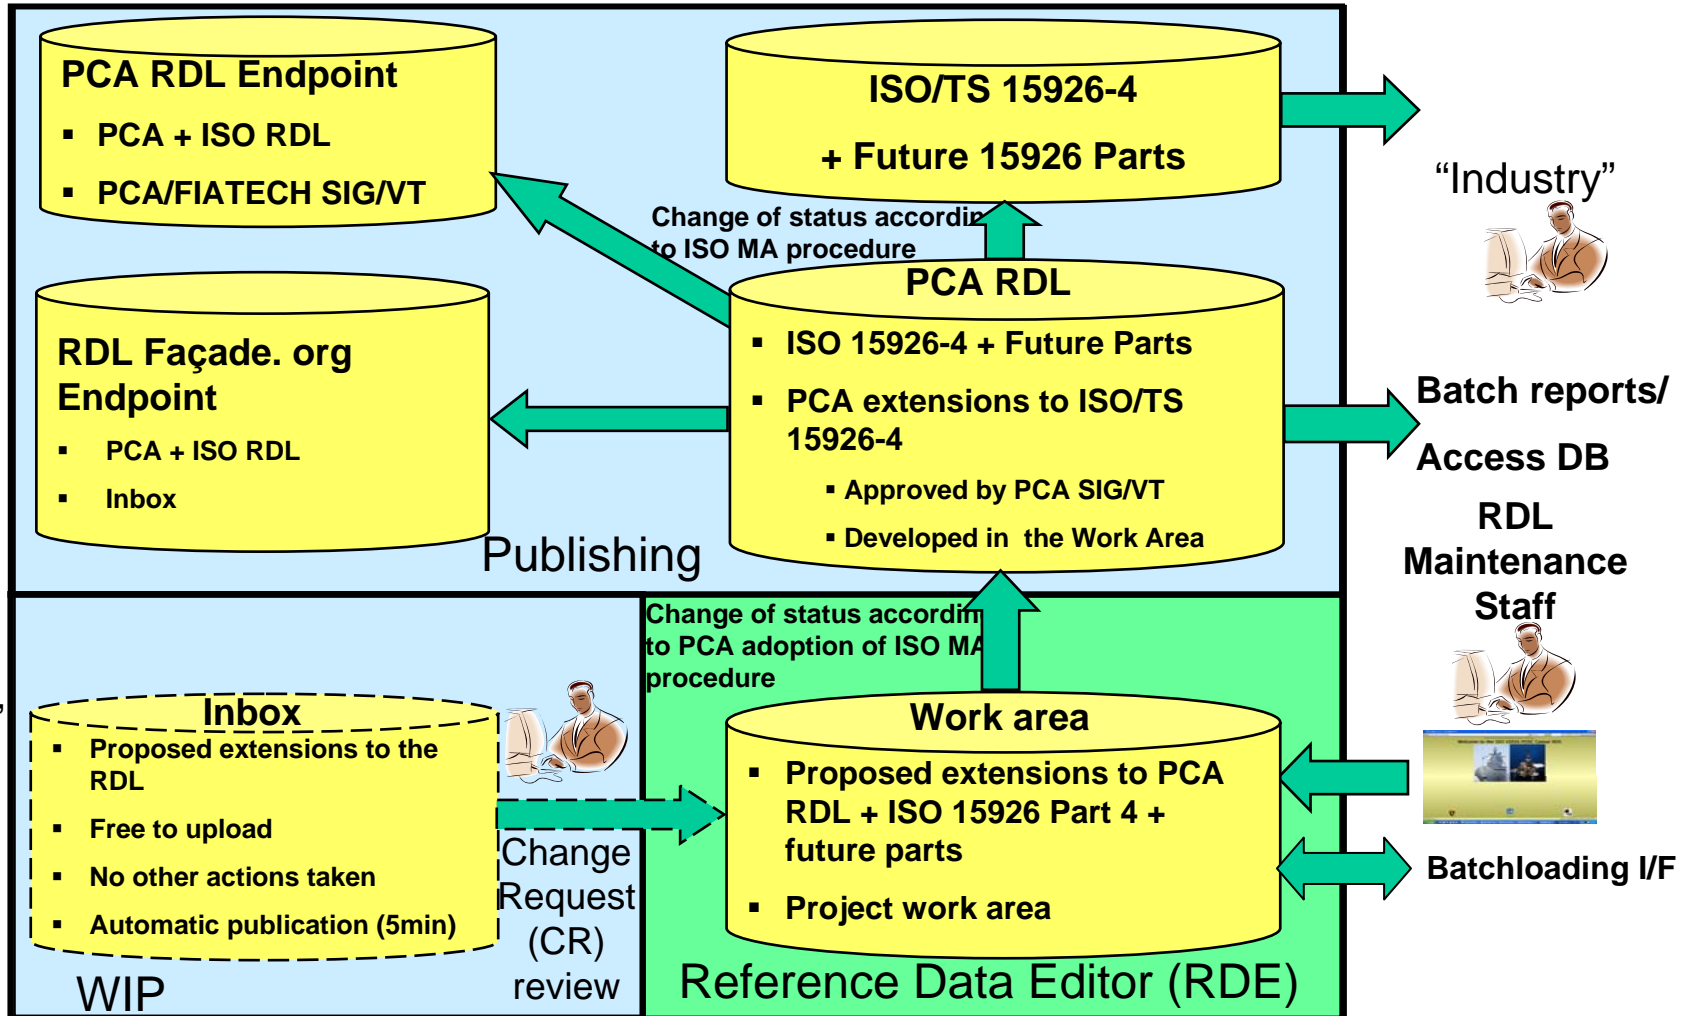 PCA RDL Endpoint
▪ PCA + ISO RDL
▪ PCA/FIATECH SIG/VT
ISO/TS 15926-4
+ Future 15926 Parts
"Industry"
Change of status accordin
to ISO MA procedure
RDL Façade. org
Endpoint
▪ PCA + ISO RDL
▪ Inbox
PCA RDL
▪ ISO 15926-4 + Future Parts
▪ PCA extensions to ISO/TS
15926-4
▪ Approved by PCA SIG/VT
▪ Developed in the Work Area
Batch reports/
Access DB
Publishing
RDL
Maintenance
Staff
Change of status accordin
to PCA adoption of ISO MA
procedure
Inbox
▪ Proposed extensions to the
RDL
▪ Free to upload
▪ No other actions taken
▪ Automatic publication (5min)
WIP
Change
Request
(CR)
review
Work area
▪ Proposed extensions to PCA
RDL + ISO 15926 Part 4 +
future parts
▪ Project work area
Reference Data Editor (RDE)
Batchloading I/F